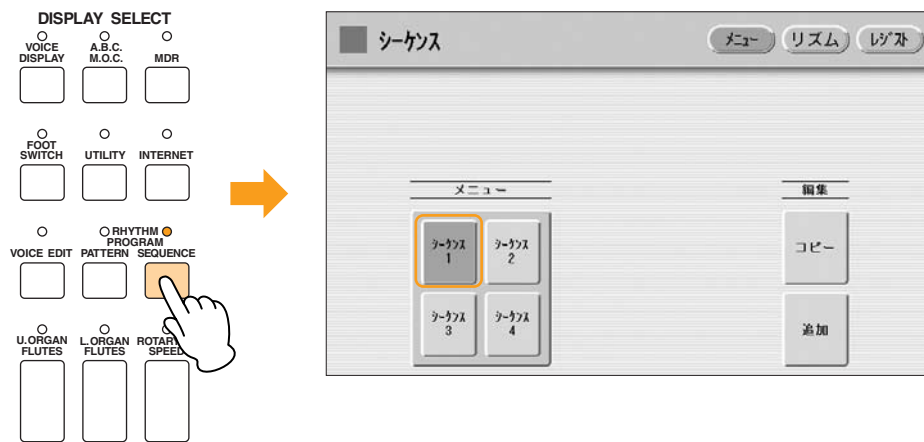 DISPLAY SELECT
VOICE DISPLAY
A.B.C. M.O.C.
MDR
FOOT SWITCH
UTILITY
INTERNET
RHYTHM PROGRAM
VOICE EDIT
PATTERN
SEQUENCE
U.ORGAN FLUTES
L.ORGAN FLUTES
ROTARY SPEED
シーケンス
メニュー
リズム
レジスト
メニュー
編集
シーケンス 1
シーケンス 2
コピー
シーケンス 3
シーケンス 4
追加